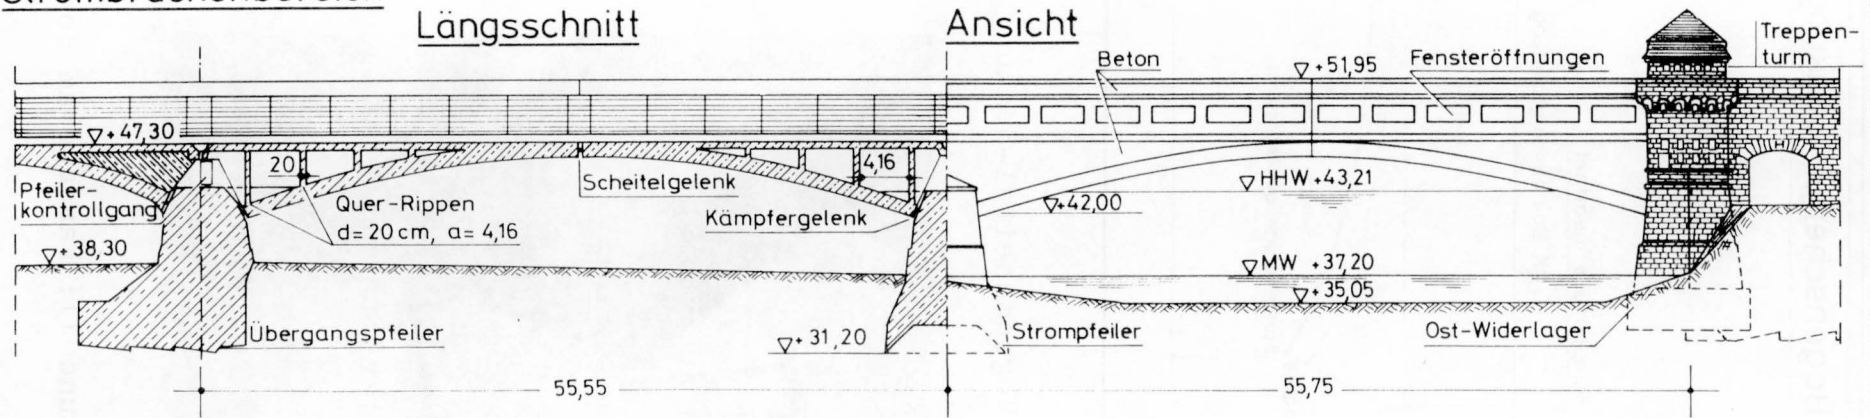 Längsschnitt
Ansicht
Treppen-
turm
Beton
+51,95
Fensteröffnungen
+47,30
20
4,16
Scheitelgelenk
HHW +43,21
Pfeiler-
kontrollgang
Quer-Rippen
d= 20 cm, a= 4,16
Kämpfergelenk
+42,00
+38,30
MW +37,20
+35,05
Übergangspfeiler
+ 31,20
Strompfeiler
Ost-Widerlager
55,55
55,75